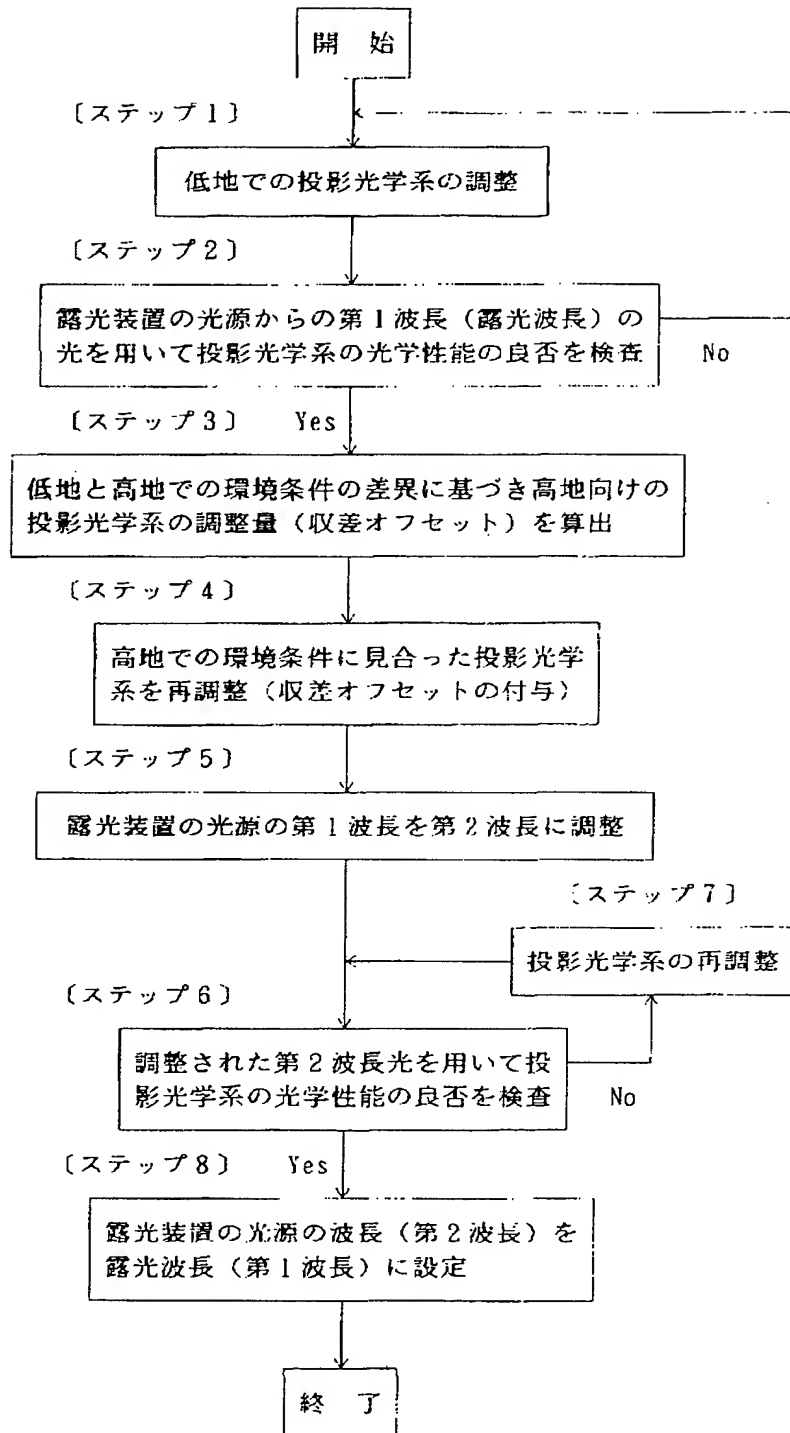 開 始
〔ステップ1〕
低地での投影光学系の調整
〔ステップ2〕
露光装置の光源からの第1波長(露光波長)の
光を用いて投影光学系の光学性能の良否を検査
No
〔ステップ3〕 Yes
低地と高地での環境条件の差異に基づき高地向けの
投影光学系の調整量(収差オフセット)を算出
〔ステップ4〕
高地での環境条件に見合った投影光学
系を再調整(収差オフセットの付与)
〔ステップ5〕
露光装置の光源の第1波長を第2波長に調整
〔ステップ7〕
投影光学系の再調整
〔ステップ6〕
調整された第2波長光を用いて投
影光学系の光学性能の良否を検査
No
〔ステップ8〕 Yes
露光装置の光源の波長(第2波長)を
露光波長(第1波長)に設定
終 了